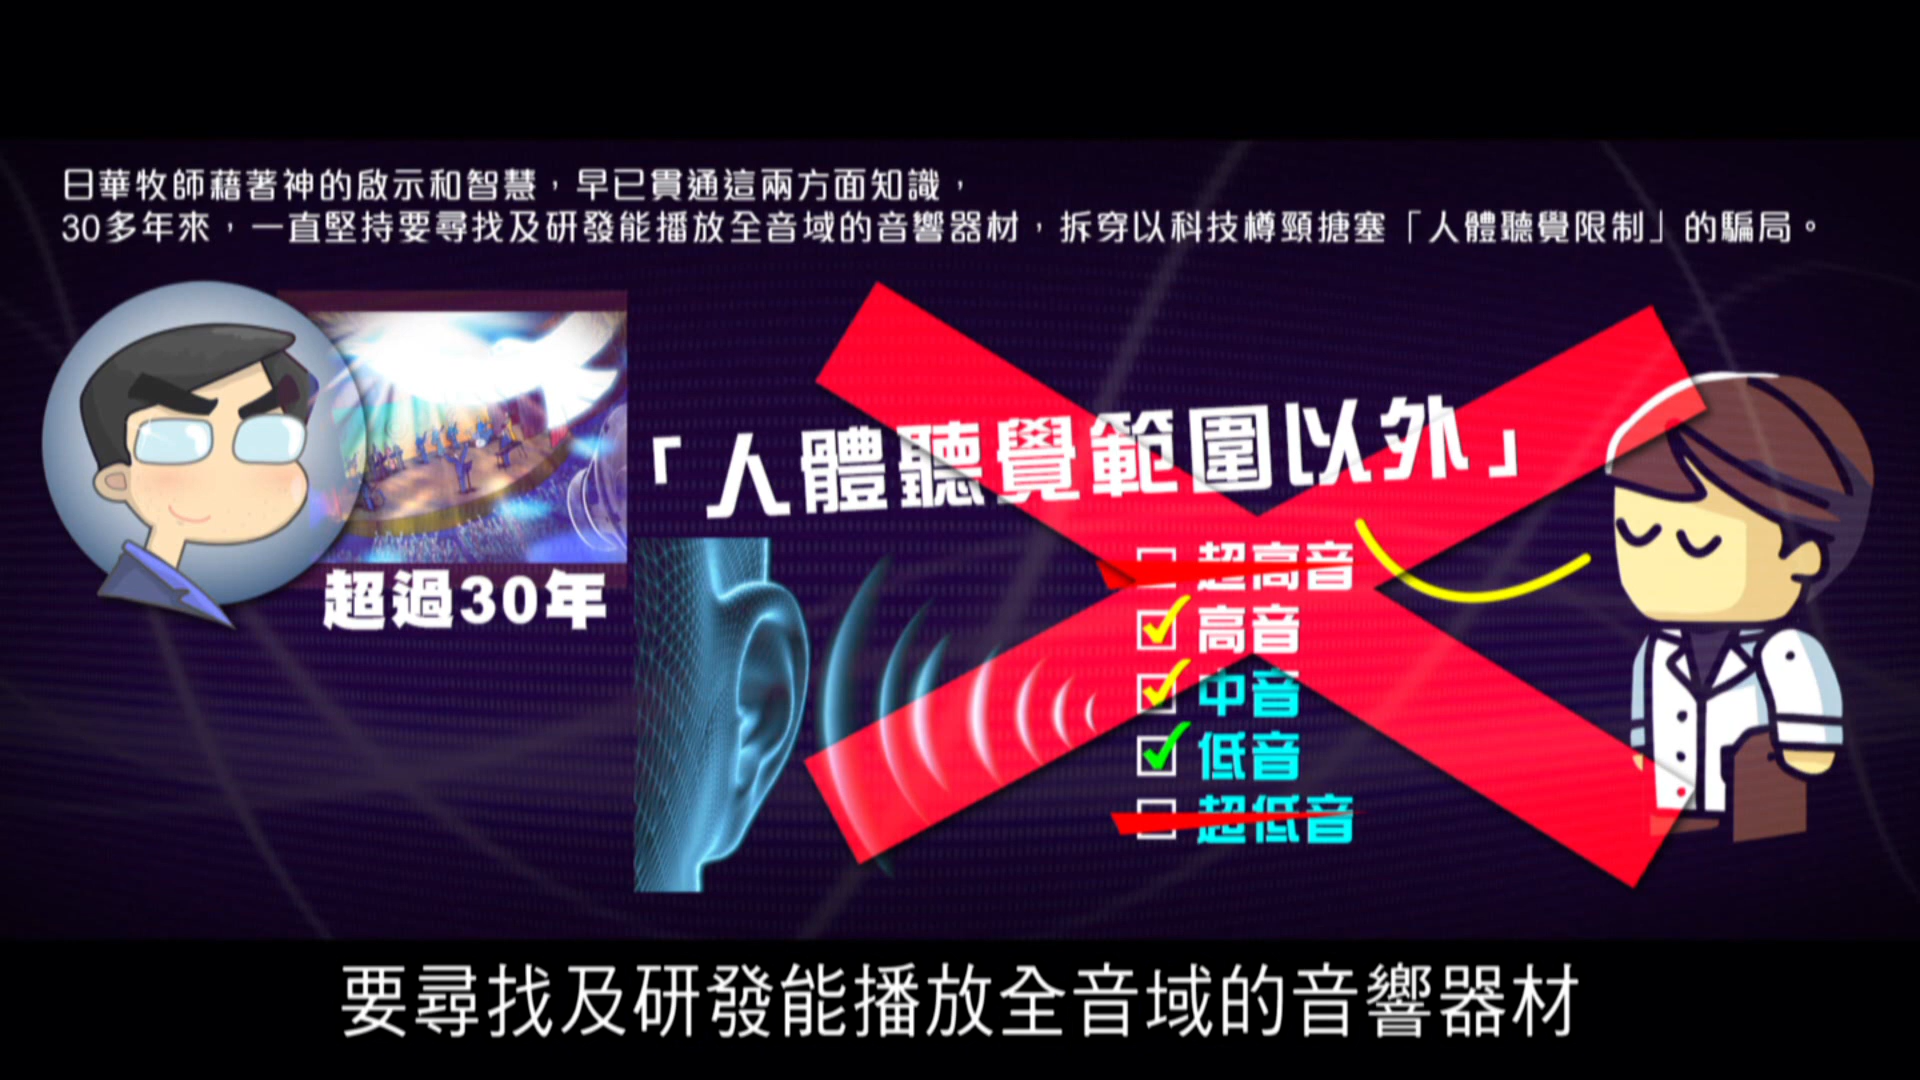 日華牧師藉著神的啟示和智慧，早已貫通這兩方面知識，
30多年來，一直堅持要尋找及研發能播放全音域的音響器材，拆穿以科技樽頸搪塞「人體聽覺限制」的騙局。
「人體聽覺範圍以外」
超過30年
超高音
高音
中音
低音
超低音
要尋找及研發能播放全音域的音響器材